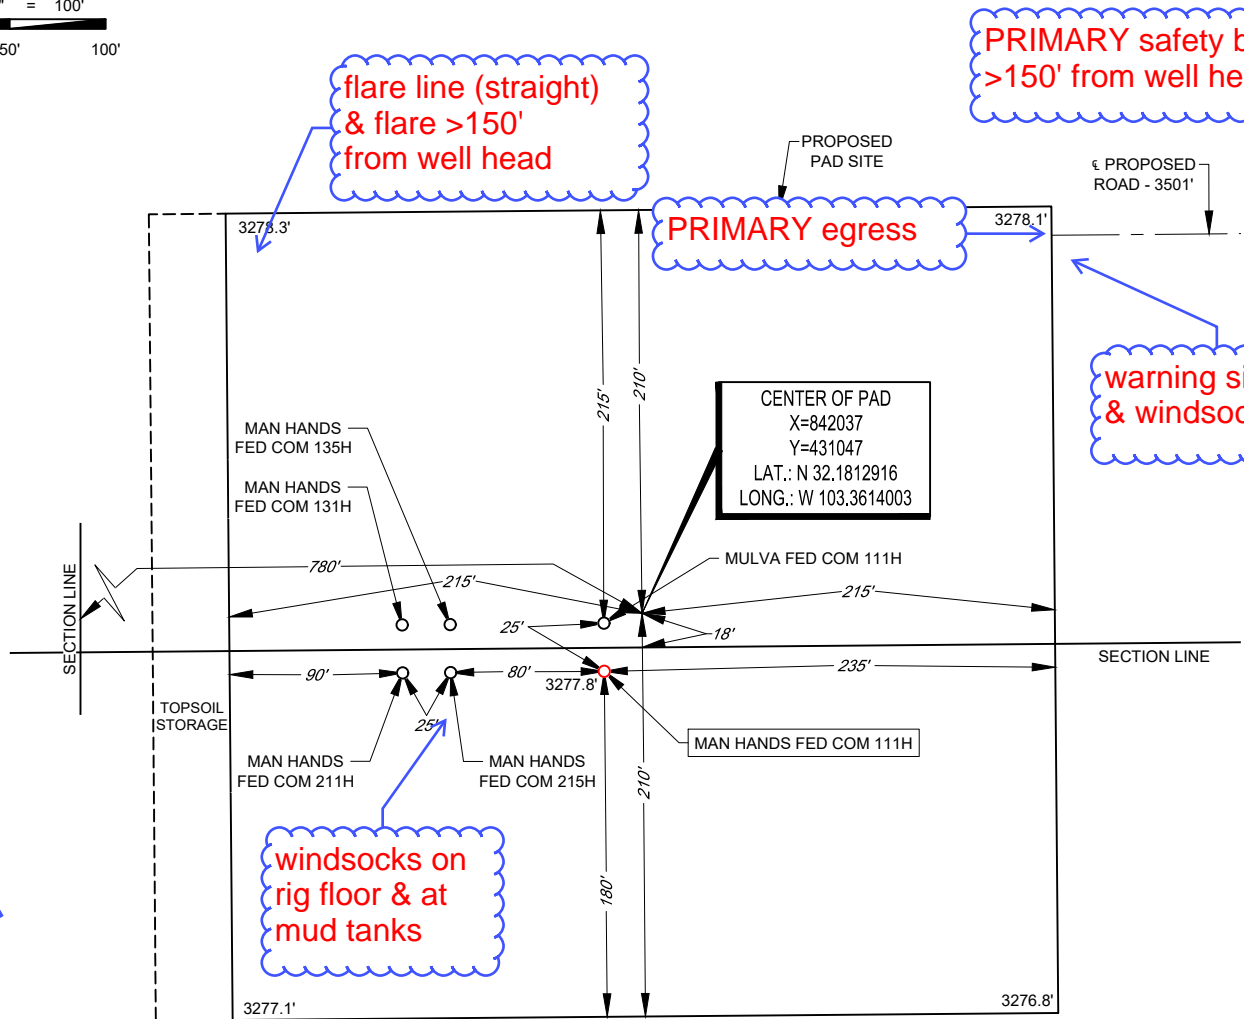 " = 100'
50' 100'
PRIMARY safety b
>150' from well he
flare line (straight)
& flare >150'
from well head
PROPOSED
PAD SITE
℄ PROPOSED
ROAD - 3501'
PRIMARY egress
3278.3'
3278.1'
warning si
& windsoc
215'
210'
CENTER OF PAD
X=842037
Y=431047
LAT.: N 32.1812916
LONG.: W 103.3614003
MAN HANDS
FED COM 135H
MAN HANDS
FED COM 131H
MULVA FED COM 111H
780'
215'
215'
25'
18'
SECTION LINE
SECTION LINE
90'
80'
235'
3277.8'
TOPSOIL
STORAGE
25'
MAN HANDS FED COM 111H
MAN HANDS
FED COM 211H
MAN HANDS
FED COM 215H
210'
180'
windsocks on
rig floor & at
mud tanks
3277.1'
3276.8'